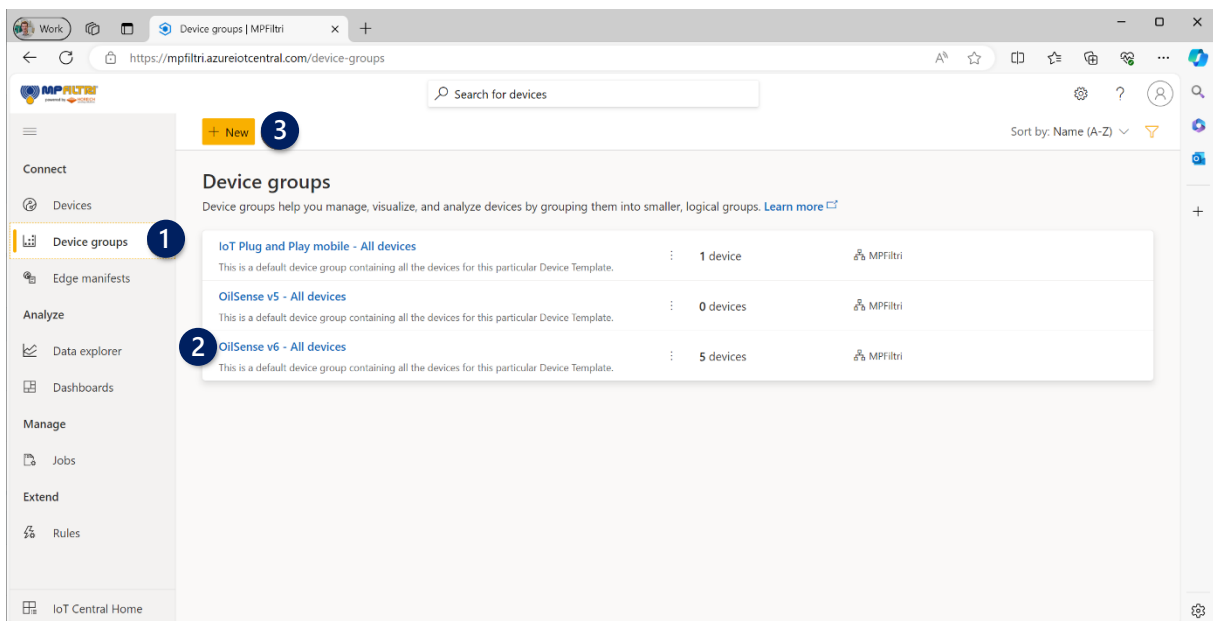 Work
Device groups | MPFiltri
https://mpfiltri.azureiotcentral.com/device-groups
MPFILTRI
Search for devices
+ New
3
Sort by: Name (A-Z)
Connect
Devices
Device groups
1
Edge manifests
Analyze
Data explorer
Dashboards
Manage
Jobs
Extend
Rules
IoT Central Home
Device groups
Device groups help you manage, visualize, and analyze devices by grouping them into smaller, logical groups. Learn more
IoT Plug and Play mobile - All devices
This is a default device group containing all the devices for this particular Device Template.
1 device
MPFiltri
OilSense v5 - All devices
This is a default device group containing all the devices for this particular Device Template.
0 devices
MPFiltri
2
OilSense v6 - All devices
This is a default device group containing all the devices for this particular Device Template.
5 devices
MPFiltri